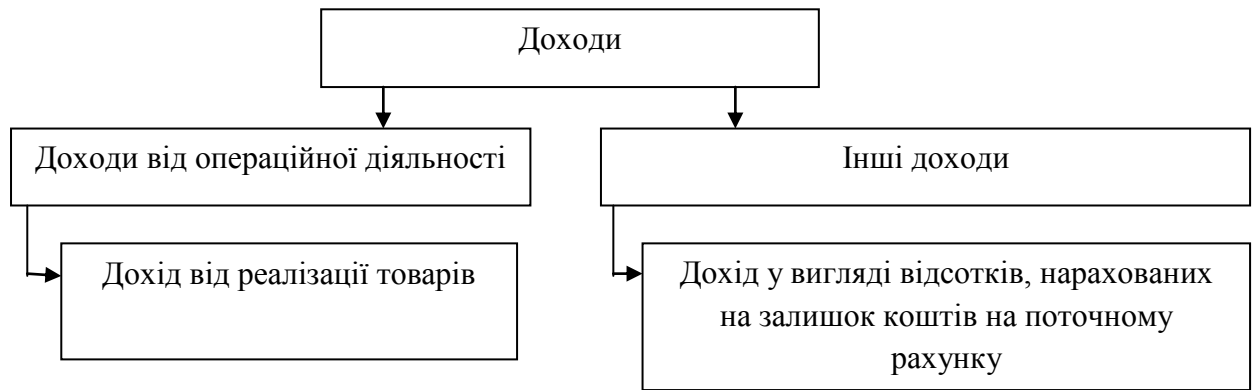 Доходи
Доходи від операційної діяльності
Інші доходи
Дохід від реалізації товарів
Дохід у вигляді відсотків, нарахованих
на залишок коштів на поточному
рахунку